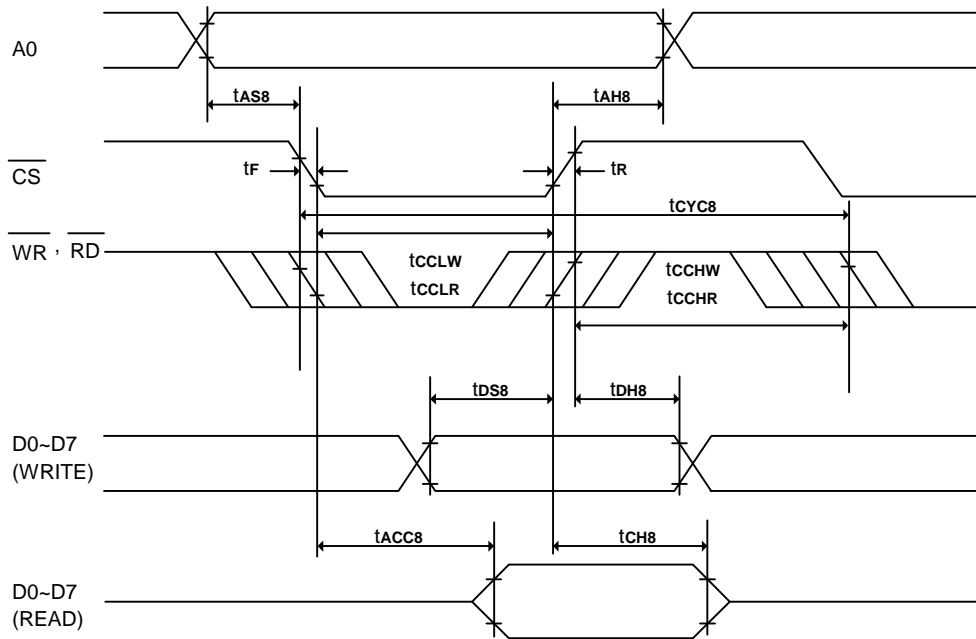 A0
tAS8
tAH8
CS
tF
tR
tCYC8
WR , RD
tCCLW
tCCHW
tCCLR
tCCHR
tDS8
tDH8
D0~D7
(WRITE)
tACC8
tCH8
D0~D7
(READ)